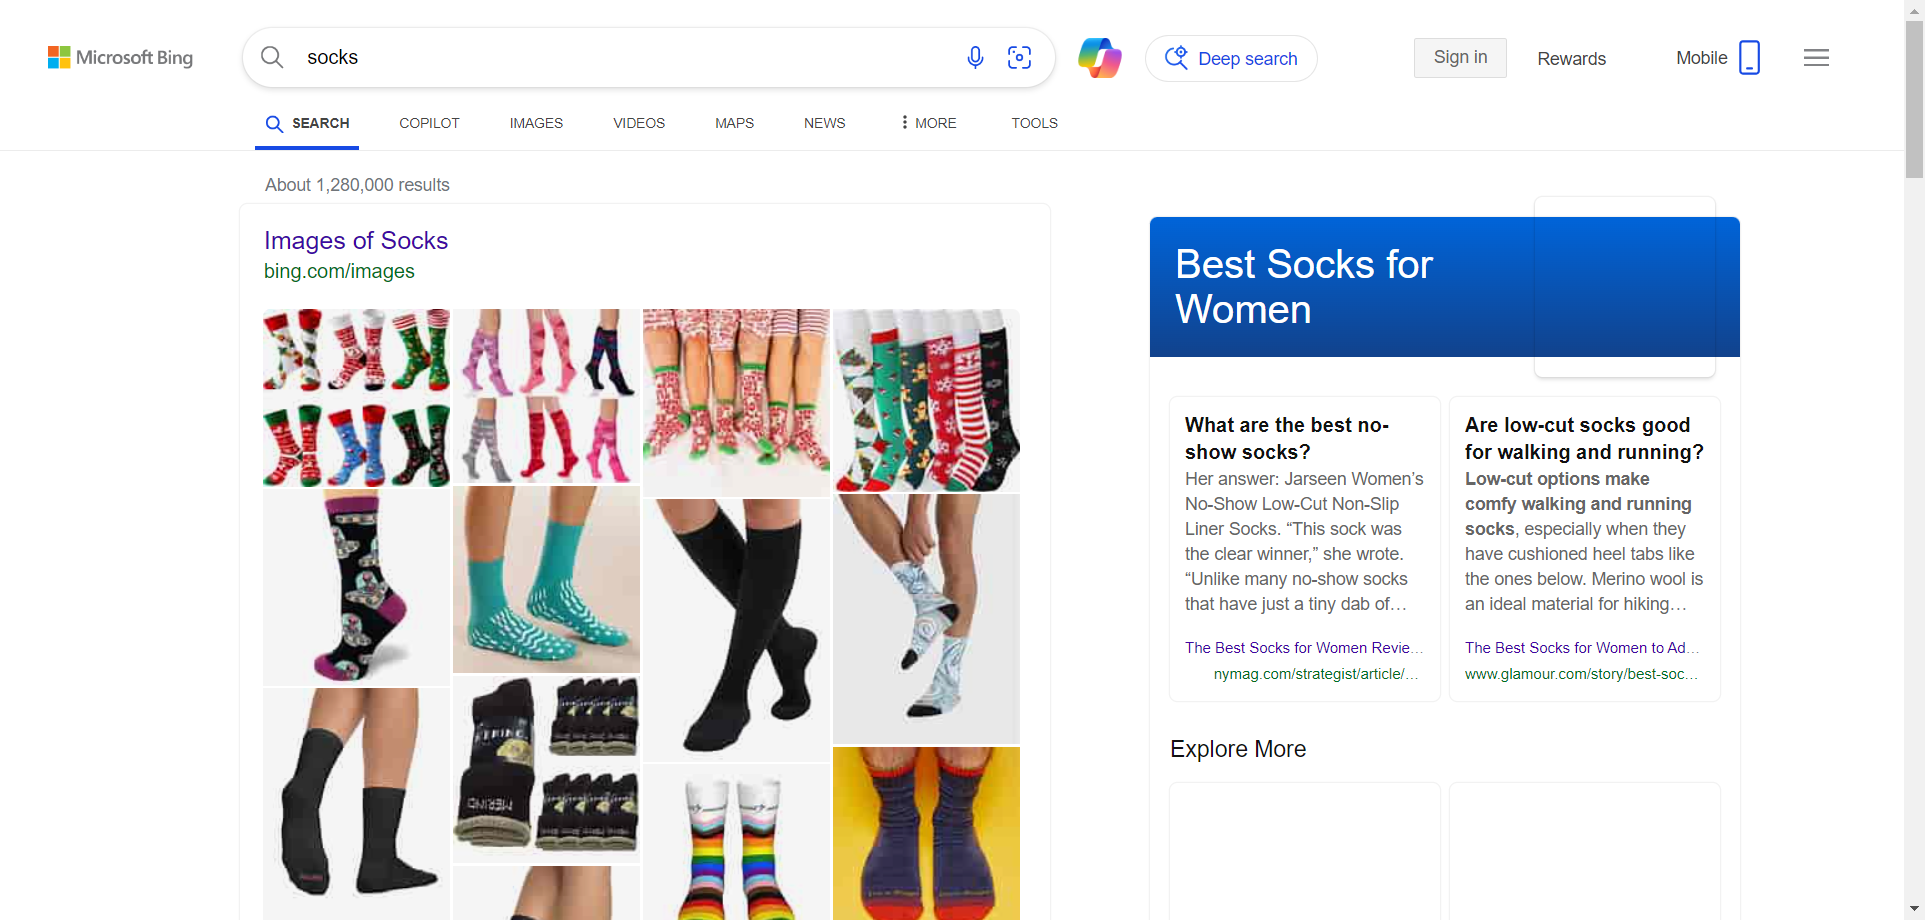 Microsoft Bing
socks
Deep search
Sign in
Rewards
Mobile
SEARCH
COPILOT
IMAGES
VIDEOS
MAPS
NEWS
MORE
TOOLS
About 1,280,000 results
Images of Socks
bing.com/images
MERINO
Best Socks for
Women
What are the best no-
show socks?
Her answer: Jarseen Women’s
No-Show Low-Cut Non-Slip
Liner Socks. “This sock was
the clear winner,” she wrote.
“Unlike many no-show socks
that have just a tiny dab of…
The Best Socks for Women Revie…
nymag.com/strategist/article/…
Are low-cut socks good
for walking and running?
Low-cut options make
comfy walking and running
socks, especially when they
have cushioned heel tabs like
the ones below. Merino wool is
an ideal material for hiking…
The Best Socks for Women to Ad…
www.glamour.com/story/best-soc…
Explore More